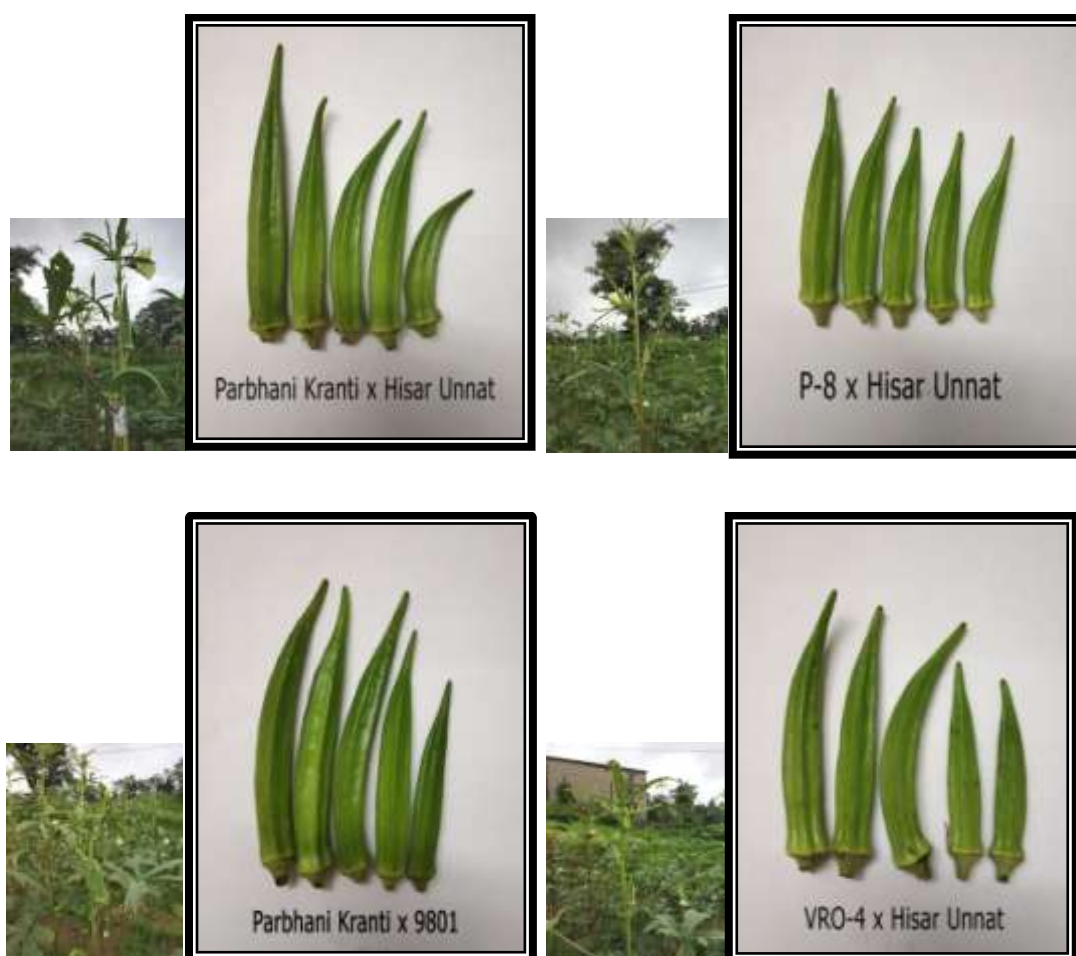 Parbhani Kranti x Hisar Unnat
P-8 x Hisar Unnat
Parbhani Kranti x 9801
VRO-4 x Hisar Unnat